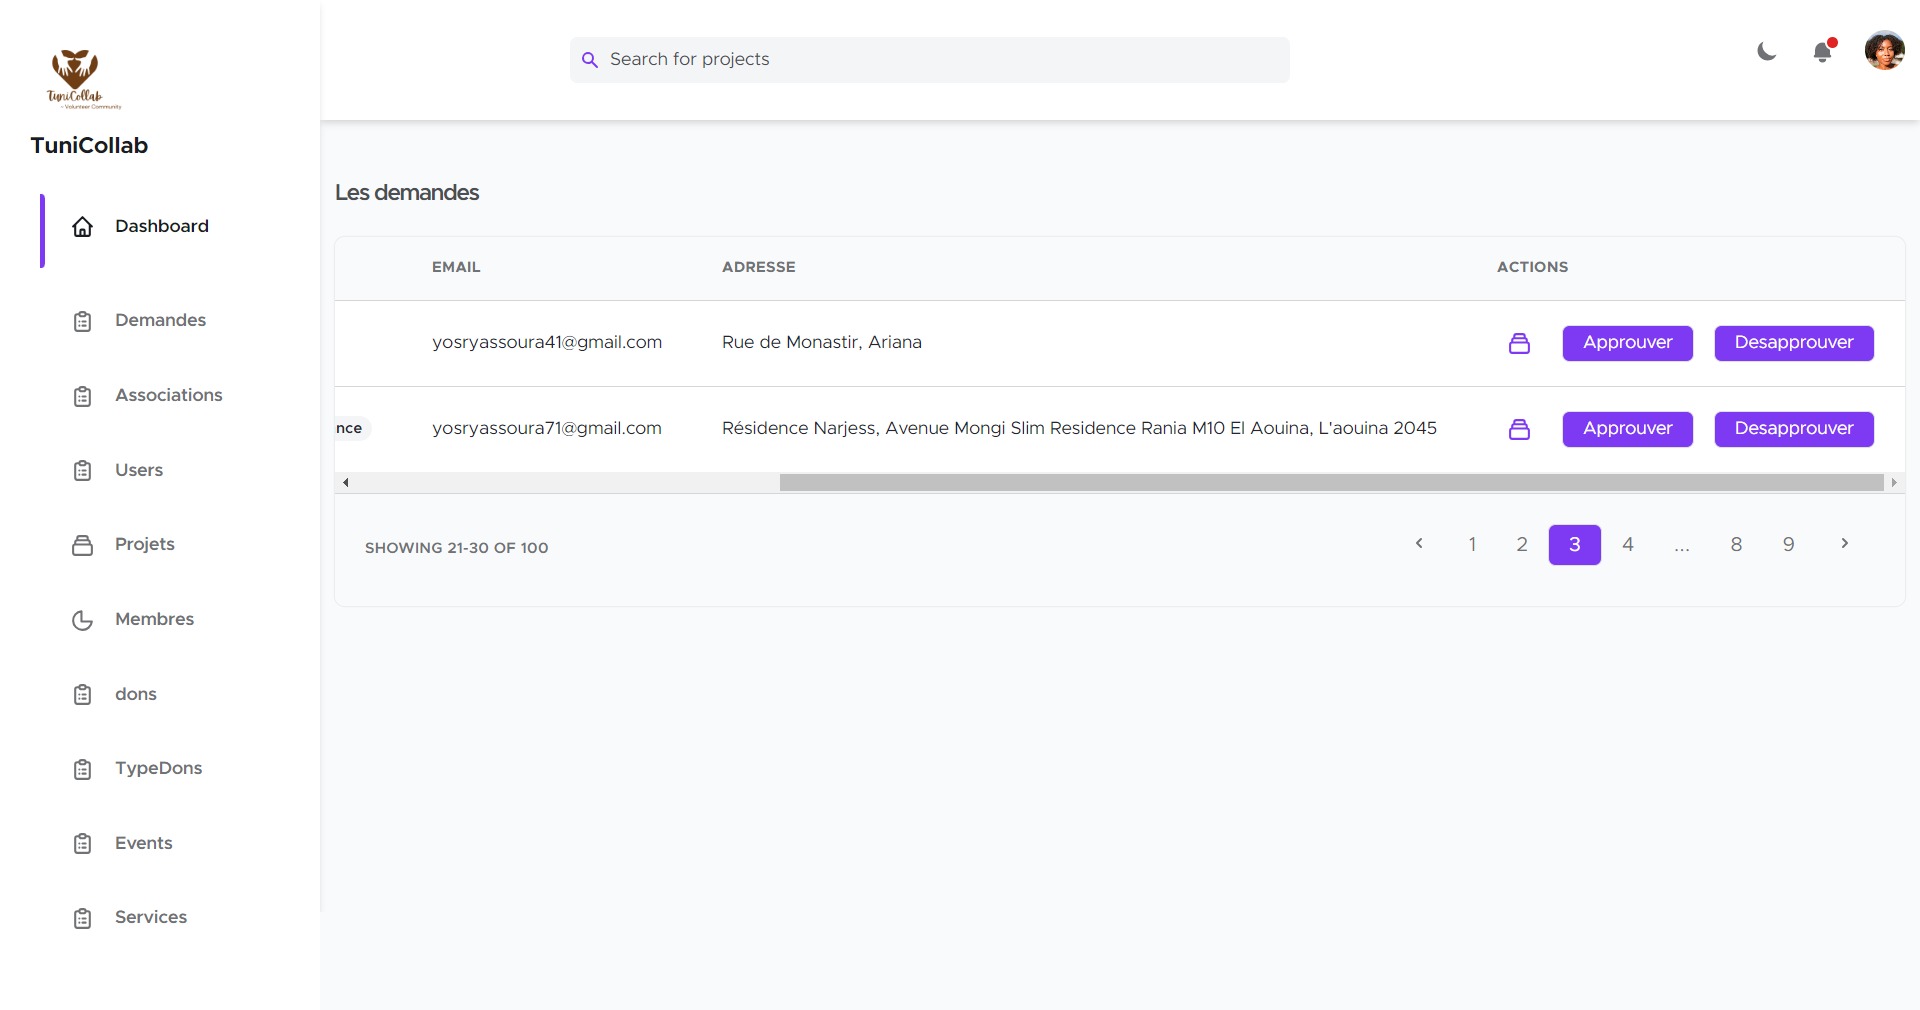 TuniCollab
- Volunteer Community
TuniCollab
Search for projects
Dashboard
Demandes
Associations
Users
Projets
Membres
dons
TypeDons
Events
Services
Les demandes
EMAIL ADRESSE ACTIONS
yosryassoura41@gmail.com Rue de Monastir, Ariana Approuver Desapprouver
nce yosryassoura71@gmail.com Résidence Narjess, Avenue Mongi Slim Residence Rania M10 El Aouina, L'aouina 2045 Approuver Desapprouver
SHOWING 21-30 OF 100 1 2 3 4 ... 8 9